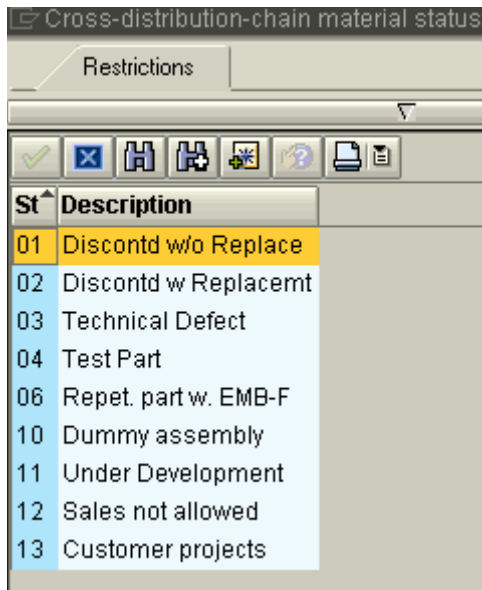 Cross-distribution-chain material status
Restrictions
St Description
01 Discontd w/o Replace
02 Discontd w Replacemt
03 Technical Defect
04 Test Part
06 Repet. part w. EMB-F
10 Dummy assembly
11 Under Development
12 Sales not allowed
13 Customer projects